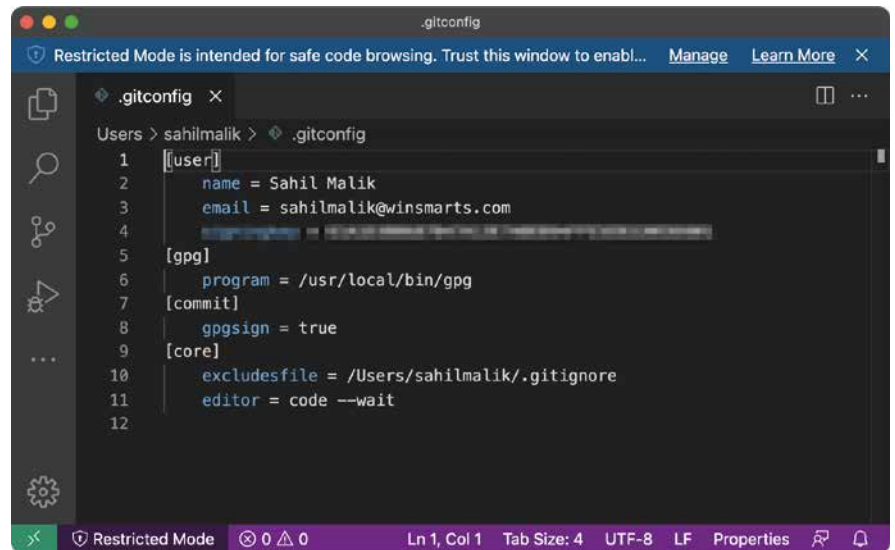 .gitconfig
Restricted Mode is intended for safe code browsing. Trust this window to enabl... Manage Learn More
.gitconfig
Users > sahilmalik > .gitconfig
1 [user]
2 name = Sahil Malik
3 email = sahilmalik@winsmarts.com
4
5 [gpg]
6 program = /usr/local/bin/gpg
7 [commit]
8 gpgsign = true
9 [core]
10 excludesfile = /Users/sahilmalik/.gitignore
11 editor = code --wait
12
Restricted Mode 0 0 Ln 1, Col 1 Tab Size: 4 UTF-8 LF Properties